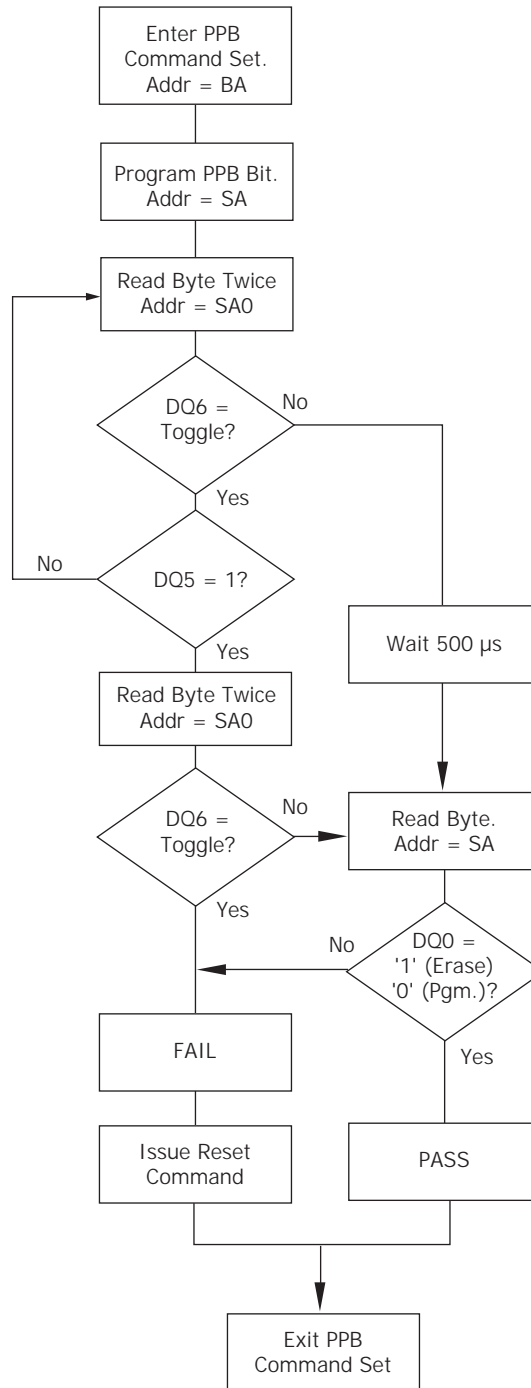 Enter PPB
Command Set.
Addr = BA
Program PPB Bit.
Addr = SA
Read Byte Twice
Addr = SA0
DQ6 =
Toggle?
No
Yes
DQ5 = 1?
No
Yes
Wait 500 µs
Read Byte Twice
Addr = SA0
DQ6 =
Toggle?
No
Yes
Read Byte.
Addr = SA
DQ0 =
'1' (Erase)
'0' (Pgm.)?
No
Yes
FAIL
Issue Reset
Command
PASS
Exit PPB
Command Set